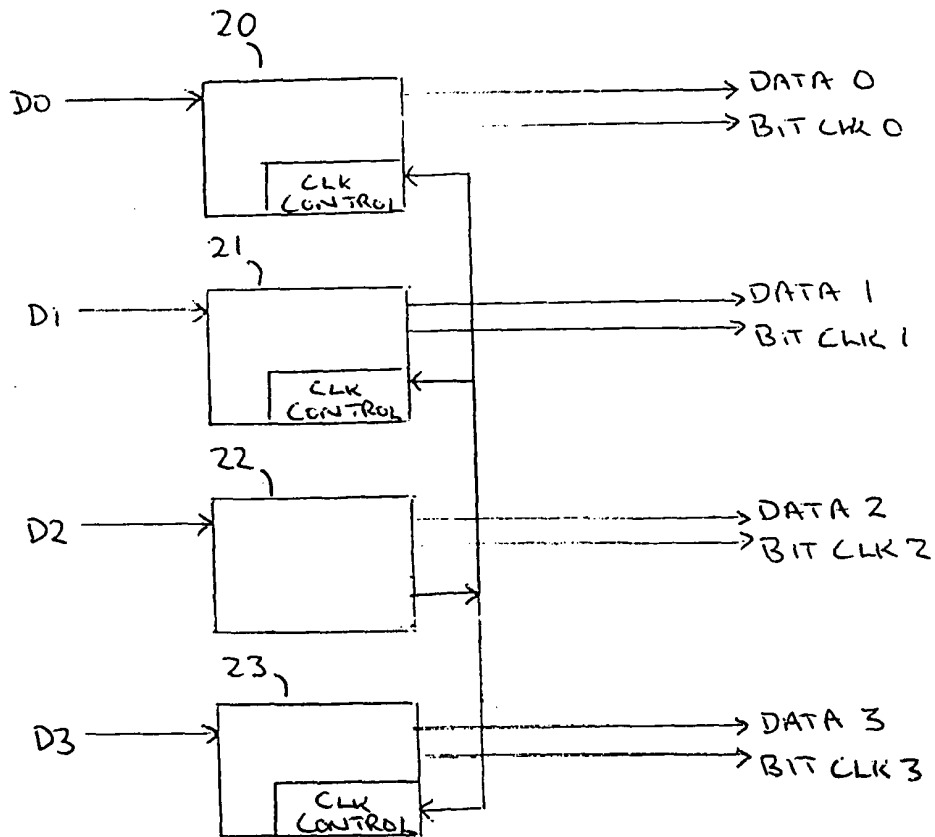 20
D0
DATA 0
BIT CLK 0
CLK
CONTROL
21
D1
DATA 1
BIT CLK 1
CLK
CONTROL
22
D2
DATA 2
BIT CLK 2
23
D3
DATA 3
BIT CLK 3
CLK
CONTROL